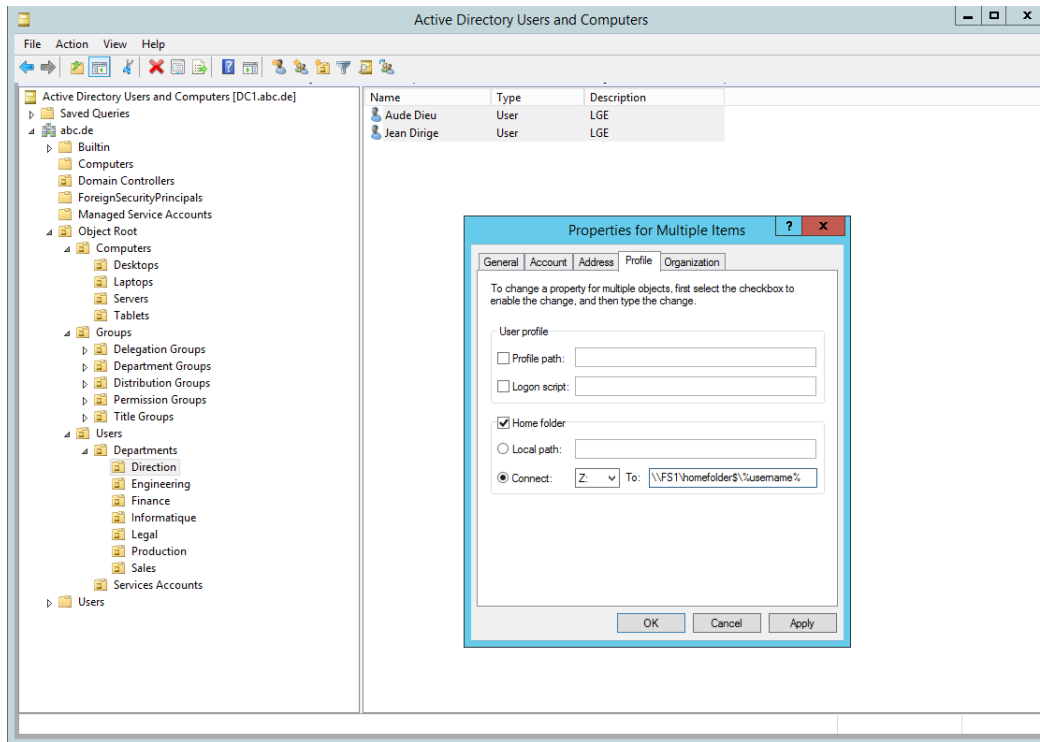 Active Directory Users and Computers
File Action View Help
Active Directory Users and Computers [DC1.abc.de]
Saved Queries
abc.de
Builtin
Computers
Domain Controllers
ForeignSecurityPrincipals
Managed Service Accounts
Object Root
Computers
Desktops
Laptops
Servers
Tablets
Groups
Delegation Groups
Department Groups
Distribution Groups
Permission Groups
Title Groups
Users
Departments
Direction
Engineering
Finance
Informatique
Legal
Production
Sales
Services Accounts
Users
Name Type Description
Aude Dieu User LGE
Jean Dirige User LGE
Properties for Multiple Items
General Account Address Profile Organization
To change a property for multiple objects, first select the checkbox to
enable the change, and then type the change.
User profile
Profile path:
Logon script:
Home folder
Local path:
Connect: Z: To: \\FS1\homefolder$\%username%
OK Cancel Apply